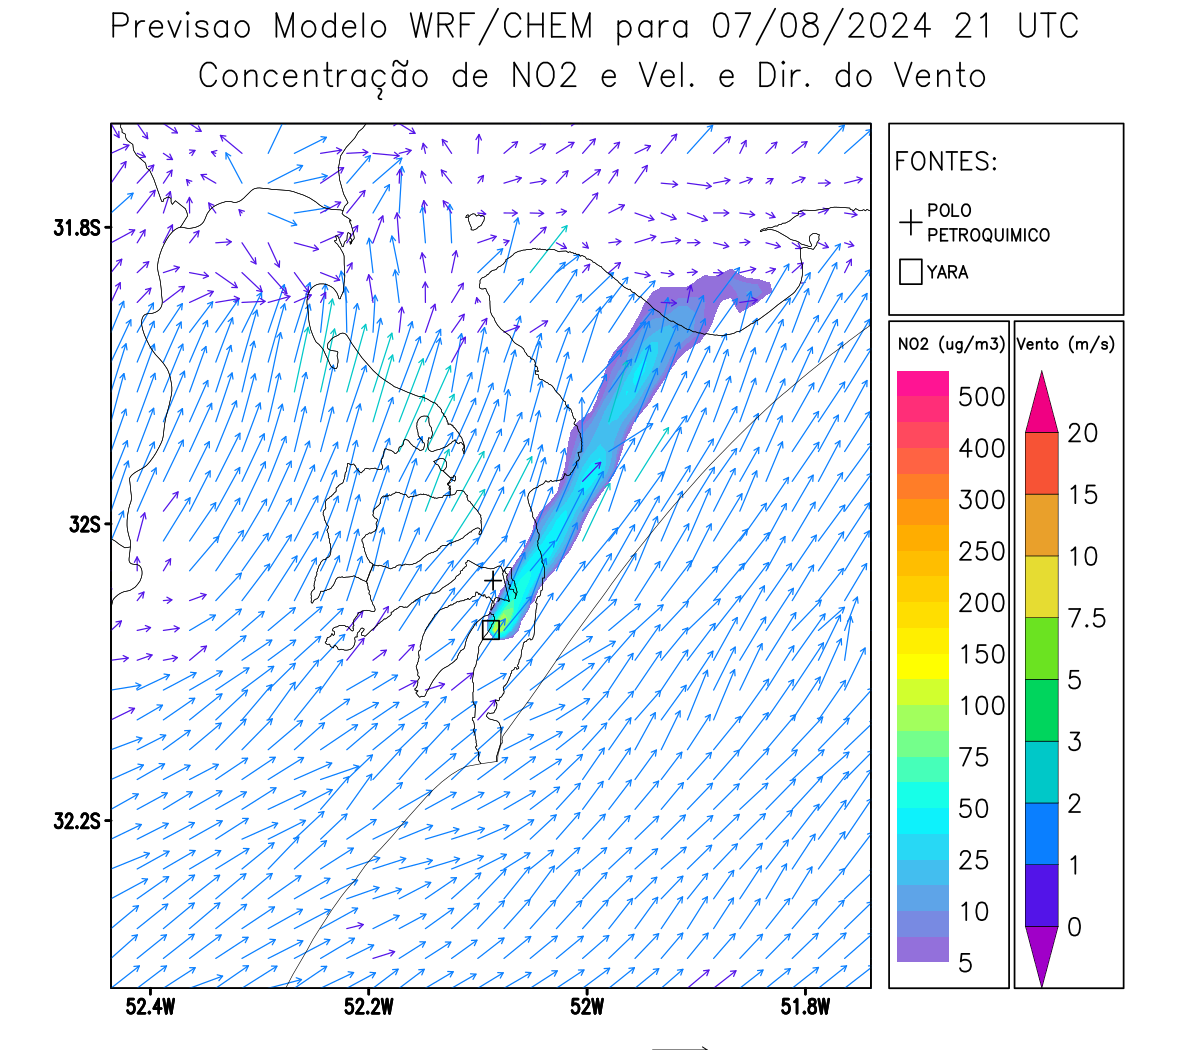 Previsao Modelo WRF/CHEM para 07/08/2024 21 UTC
Concentração de NO2 e Vel. e Dir. do Vento
FONTES:
POLO
PETROQUIMICO
YARA
NO2 (ug/m3)
500
400
300
250
200
150
100
75
50
25
10
5
Vento (m/s)
20
15
10
7.5
5
3
2
1
0
31.8S
32S
32.2S
52.4W
52.2W
52W
51.8W